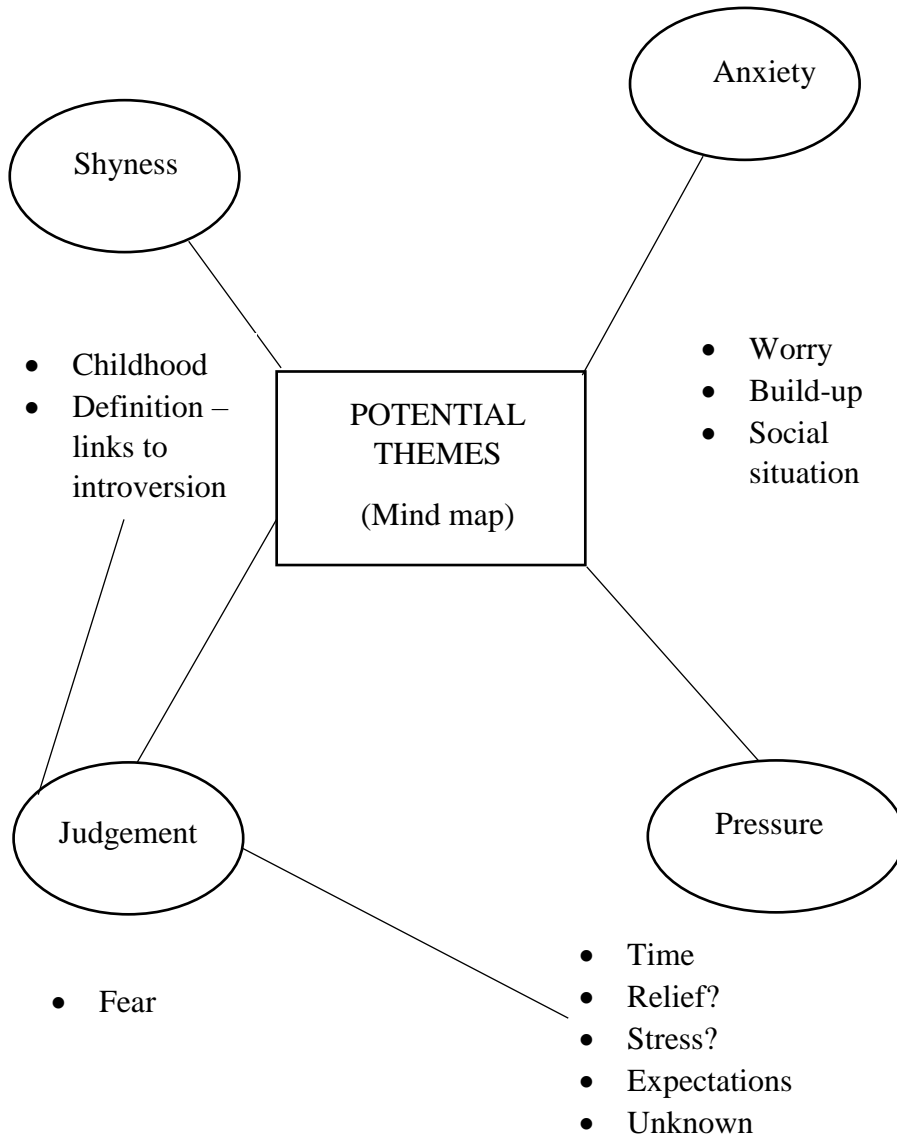 Anxiety
Shyness
• Childhood
• Definition –
links to
introversion
POTENTIAL
THEMES
(Mind map)
• Worry
• Build-up
• Social
situation
Judgement
Pressure
• Fear
• Time
• Relief?
• Stress?
• Expectations
• Unknown